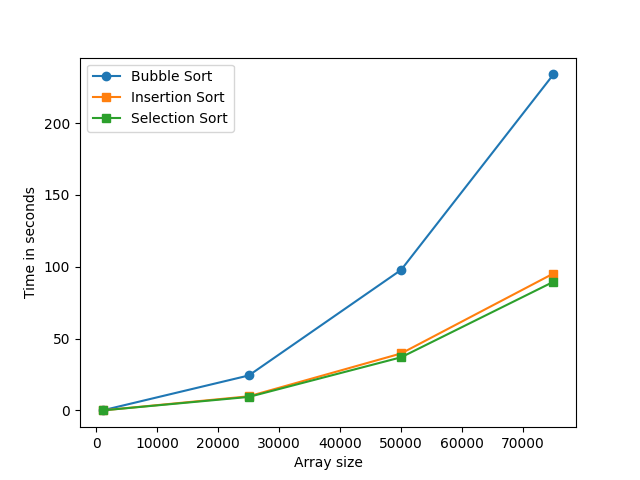 Bubble Sort
Insertion Sort
Selection Sort
200
150
100
50
0
Time in seconds
0 10000 20000 30000 40000 50000 60000 70000
Array size